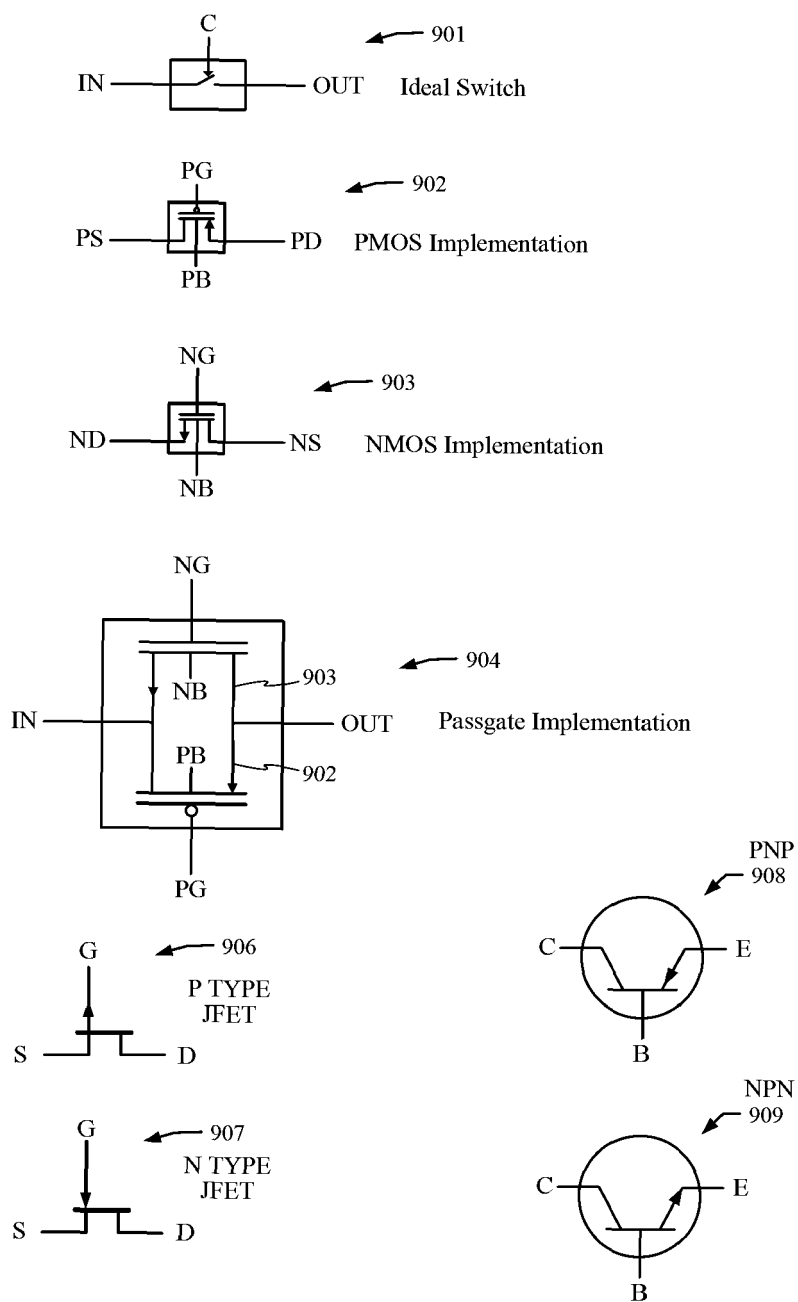 C
901
IN
OUT
Ideal Switch
PG
902
PS
PD
PMOS Implementation
PB
NG
903
ND
NS
NMOS Implementation
NB
NG
904
NB
903
IN
OUT
Passgate Implementation
PB
902
PG
PNP
908
C
E
B
G
906
P TYPE
JFET
S
D
NPN
909
C
E
B
G
907
N TYPE
JFET
S
D